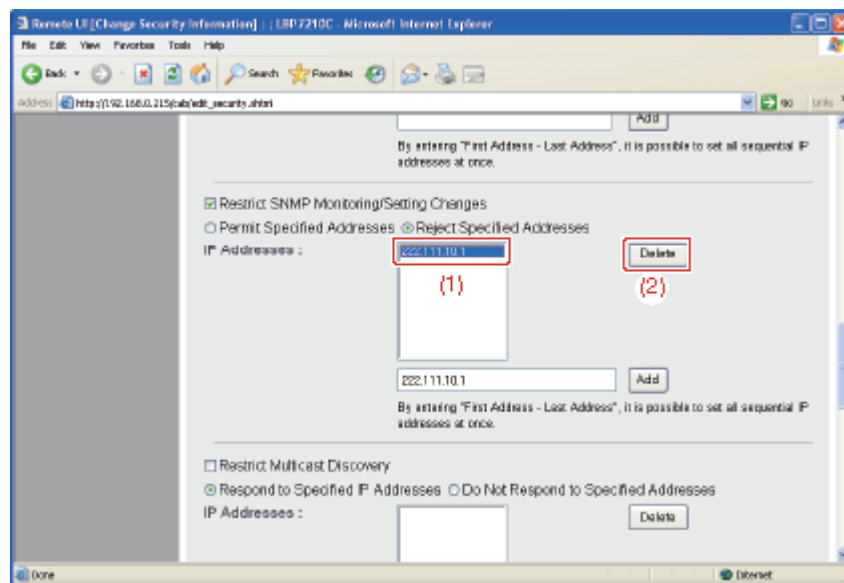 Remote UI [Change Security Information] : ; LBP7210C - Microsoft Internet Explorer
File Edit View Favorites Tools Help
Back Search Favorites
Address http://192.168.0.215/cab/edit_security.shtml Go Links
Add
By entering "First Address - Last Address", it is possible to set all sequential IP
addresses at once.
Restrict SNMP Monitoring/Setting Changes
Permit Specified Addresses Reject Specified Addresses
IP Addresses : 222.111.10.1 Delete
(1) (2)
222.111.10.1 Add
By entering "First Address - Last Address", it is possible to set all sequential IP
addresses at once.
Restrict Multicast Discovery
Respond to Specified IP Addresses Do Not Respond to Specified Addresses
IP Addresses : Delete
Done Internet